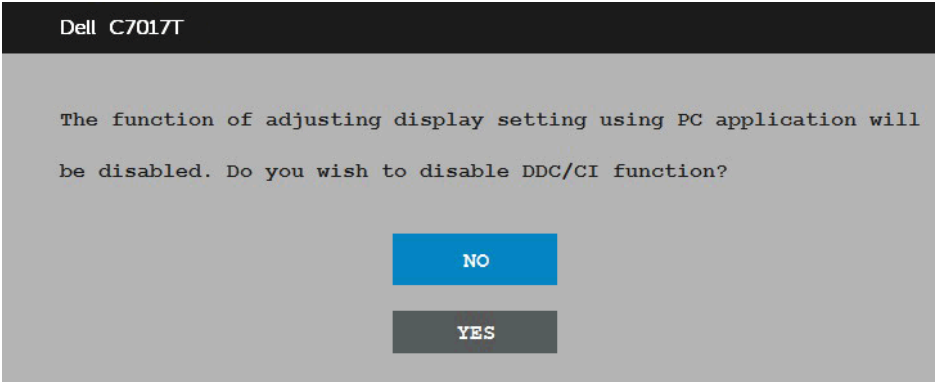 Dell C7017T
The function of adjusting display setting using PC application will
be disabled. Do you wish to disable DDC/CI function?
NO
YES